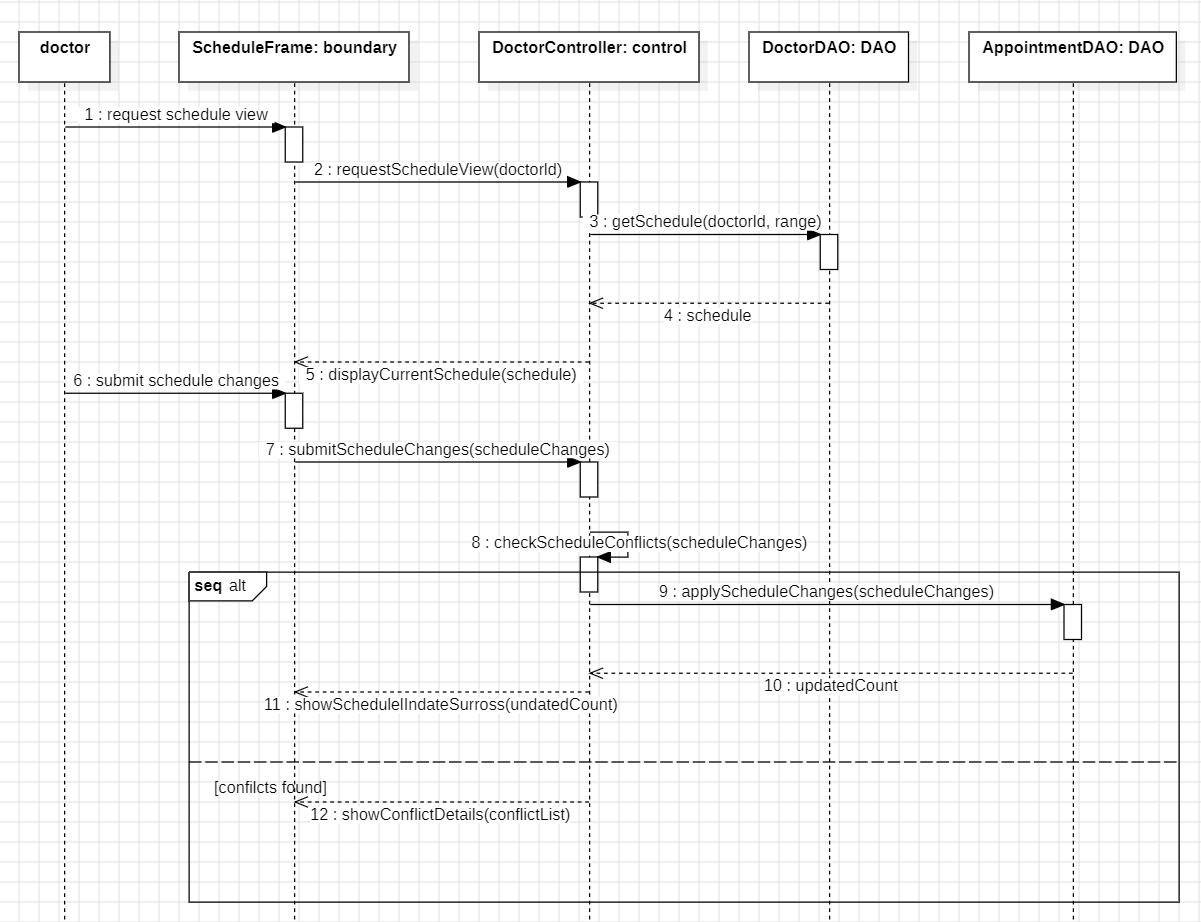 doctor
ScheduleFrame: boundary
DoctorController: control
DoctorDAO: DAO
AppointmentDAO: DAO
1 : request schedule view
2 : requestScheduleView(doctorId)
3 : getSchedule(doctorId, range)
4 : schedule
5 : displayCurrentSchedule(schedule)
6 : submit schedule changes
7 : submitScheduleChanges(scheduleChanges)
8 : checkScheduleConflicts(scheduleChanges)
seq alt
9 : applyScheduleChanges(scheduleChanges)
10 : updatedCount
11 : showScheduleIIndateSurross(undatedCount)
[confilcts found]
12 : showConflictDetails(conflictList)